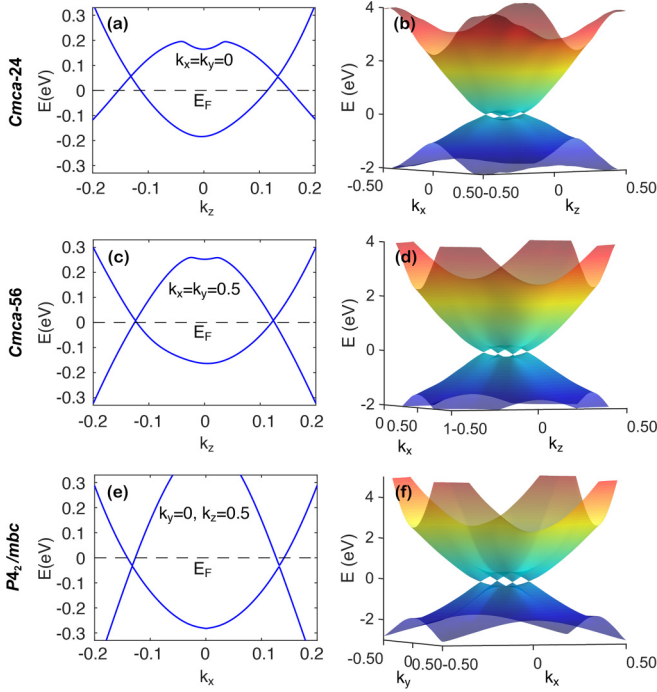 Cmca-24
(a)
0.3
0.2
0.1
0
-0.1
-0.2
-0.3
E(eV)
kx=ky=0
EF
-0.2
-0.1
0
0.1
0.2
kz
(b)
4
2
0
-2
E (eV)
-0.50
0
0.50
-0.50
0
0.50
kx
kz
Cmca-56
(c)
0.3
0.2
0.1
0
-0.1
-0.2
-0.3
E(eV)
kx=ky=0.5
EF
-0.2
-0.1
0
0.1
0.2
kz
(d)
4
2
0
-2
E (eV)
0
0.50
1
-0.50
0
0.50
kx
kz
P42/mbc
(e)
0.3
0.2
0.1
0
-0.1
-0.2
-0.3
E(eV)
ky=0, kz=0.5
EF
-0.2
-0.1
0
0.1
0.2
kx
(f)
4
2
0
-2
E (eV)
-0.50
0
0.50
-0.50
0
0.50
ky
kx